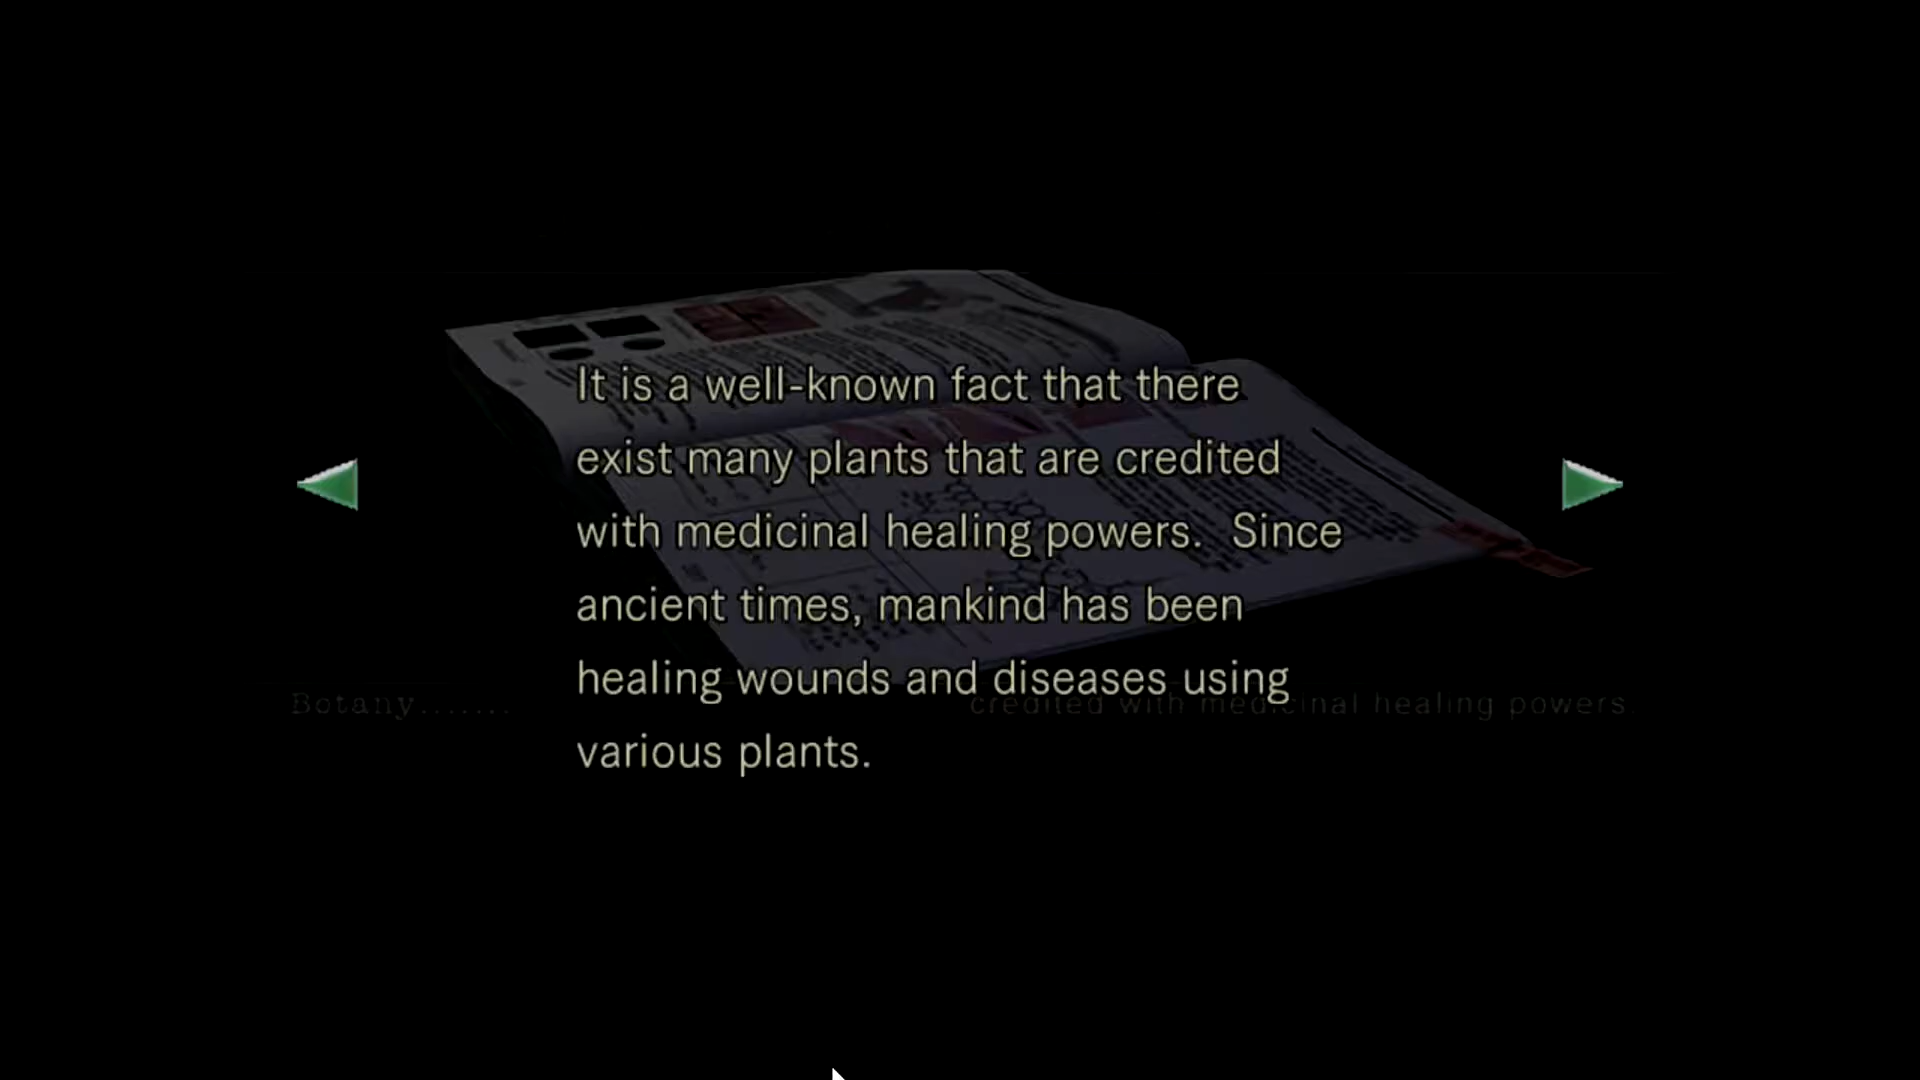 It is a well-known fact that there
exist many plants that are credited
with medicinal healing powers.  Since
ancient times, mankind has been
healing wounds and diseases using
various plants.
Botany.......
credited with medicinal healing powers.